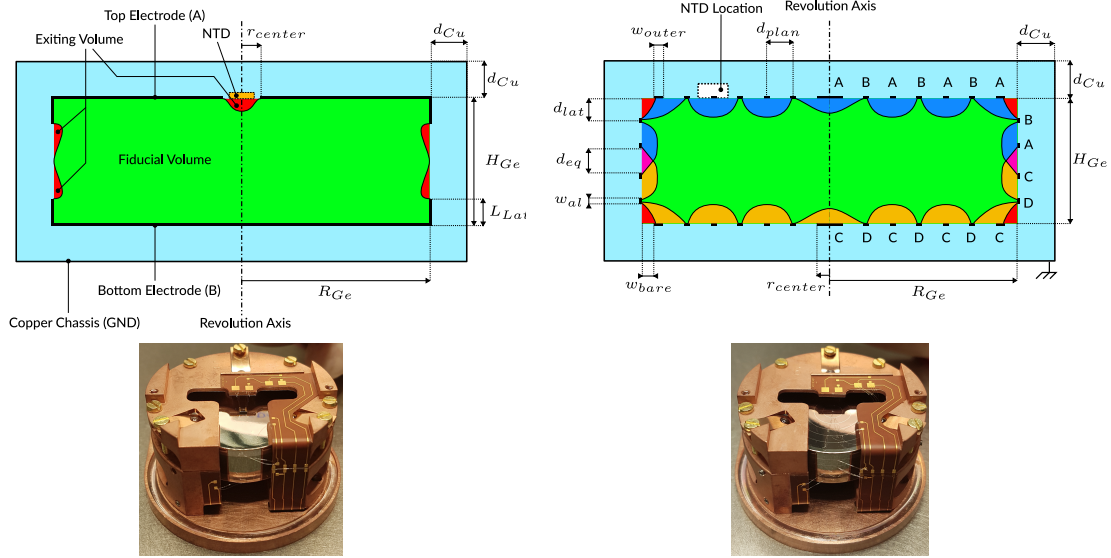 Top Electrode (A)
Exiting Volume
NTD
r_center
d_Cu
d_Cu
Fiducial Volume
H_Ge
L_Lat
Bottom Electrode (B)
R_Ge
Copper Chassis (GND)
Revolution Axis
NTD Location
Revolution Axis
w_outer
d_plan
d_Cu
A B A B A B A
d_Cu
d_lat
B
A
d_eq
H_Ge
C
w_al
D
C D C D C D C
w_bare
r_center
R_Ge